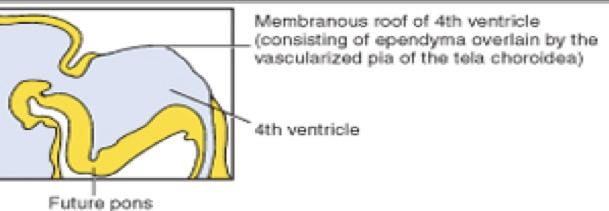 Membranous roof of 4th ventricle
(consisting of ependyma overlain by the
vascularized pia of the tela choroidea)
4th ventricle
Future pons